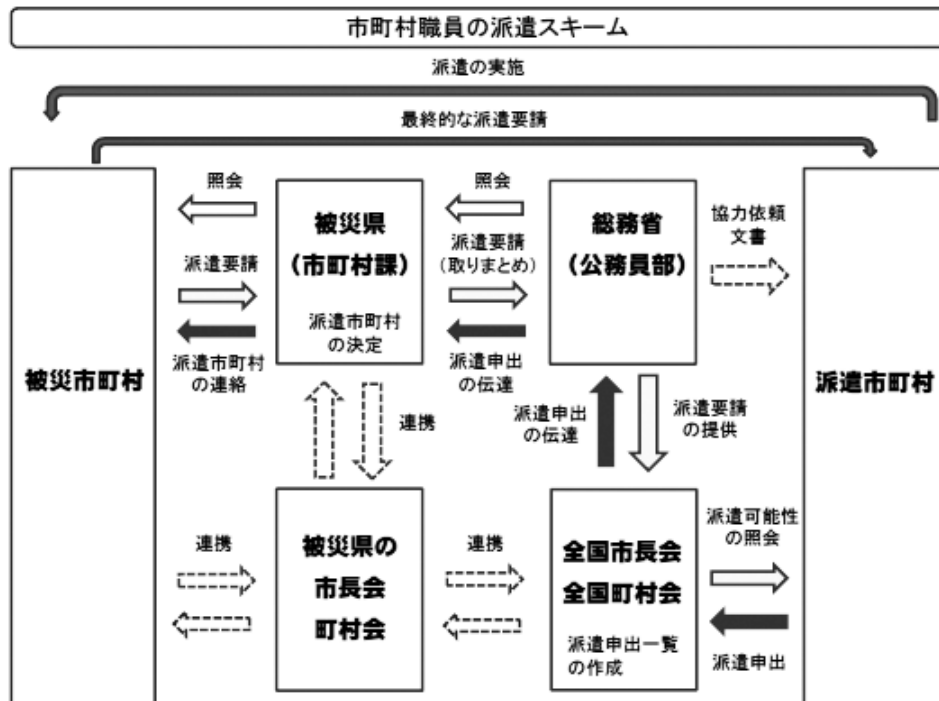 市町村職員の派遣スキーム
派遣の実施
最終的な派遣要請
被災市町村
照会
派遣要請
派遣市町村
の連絡
被災県
（市町村課）
派遣市町村
の決定
照会
派遣要請
（取りまとめ）
派遣申出
の伝達
総務省
（公務員部）
協力依頼
文書
派遣市町村
連携
派遣申出
の伝達
派遣要請
の提供
連携
被災県の
市長会
町村会
連携
全国市長会
全国町村会
派遣申出一覧
の作成
派遣可能性
の照会
派遣申出